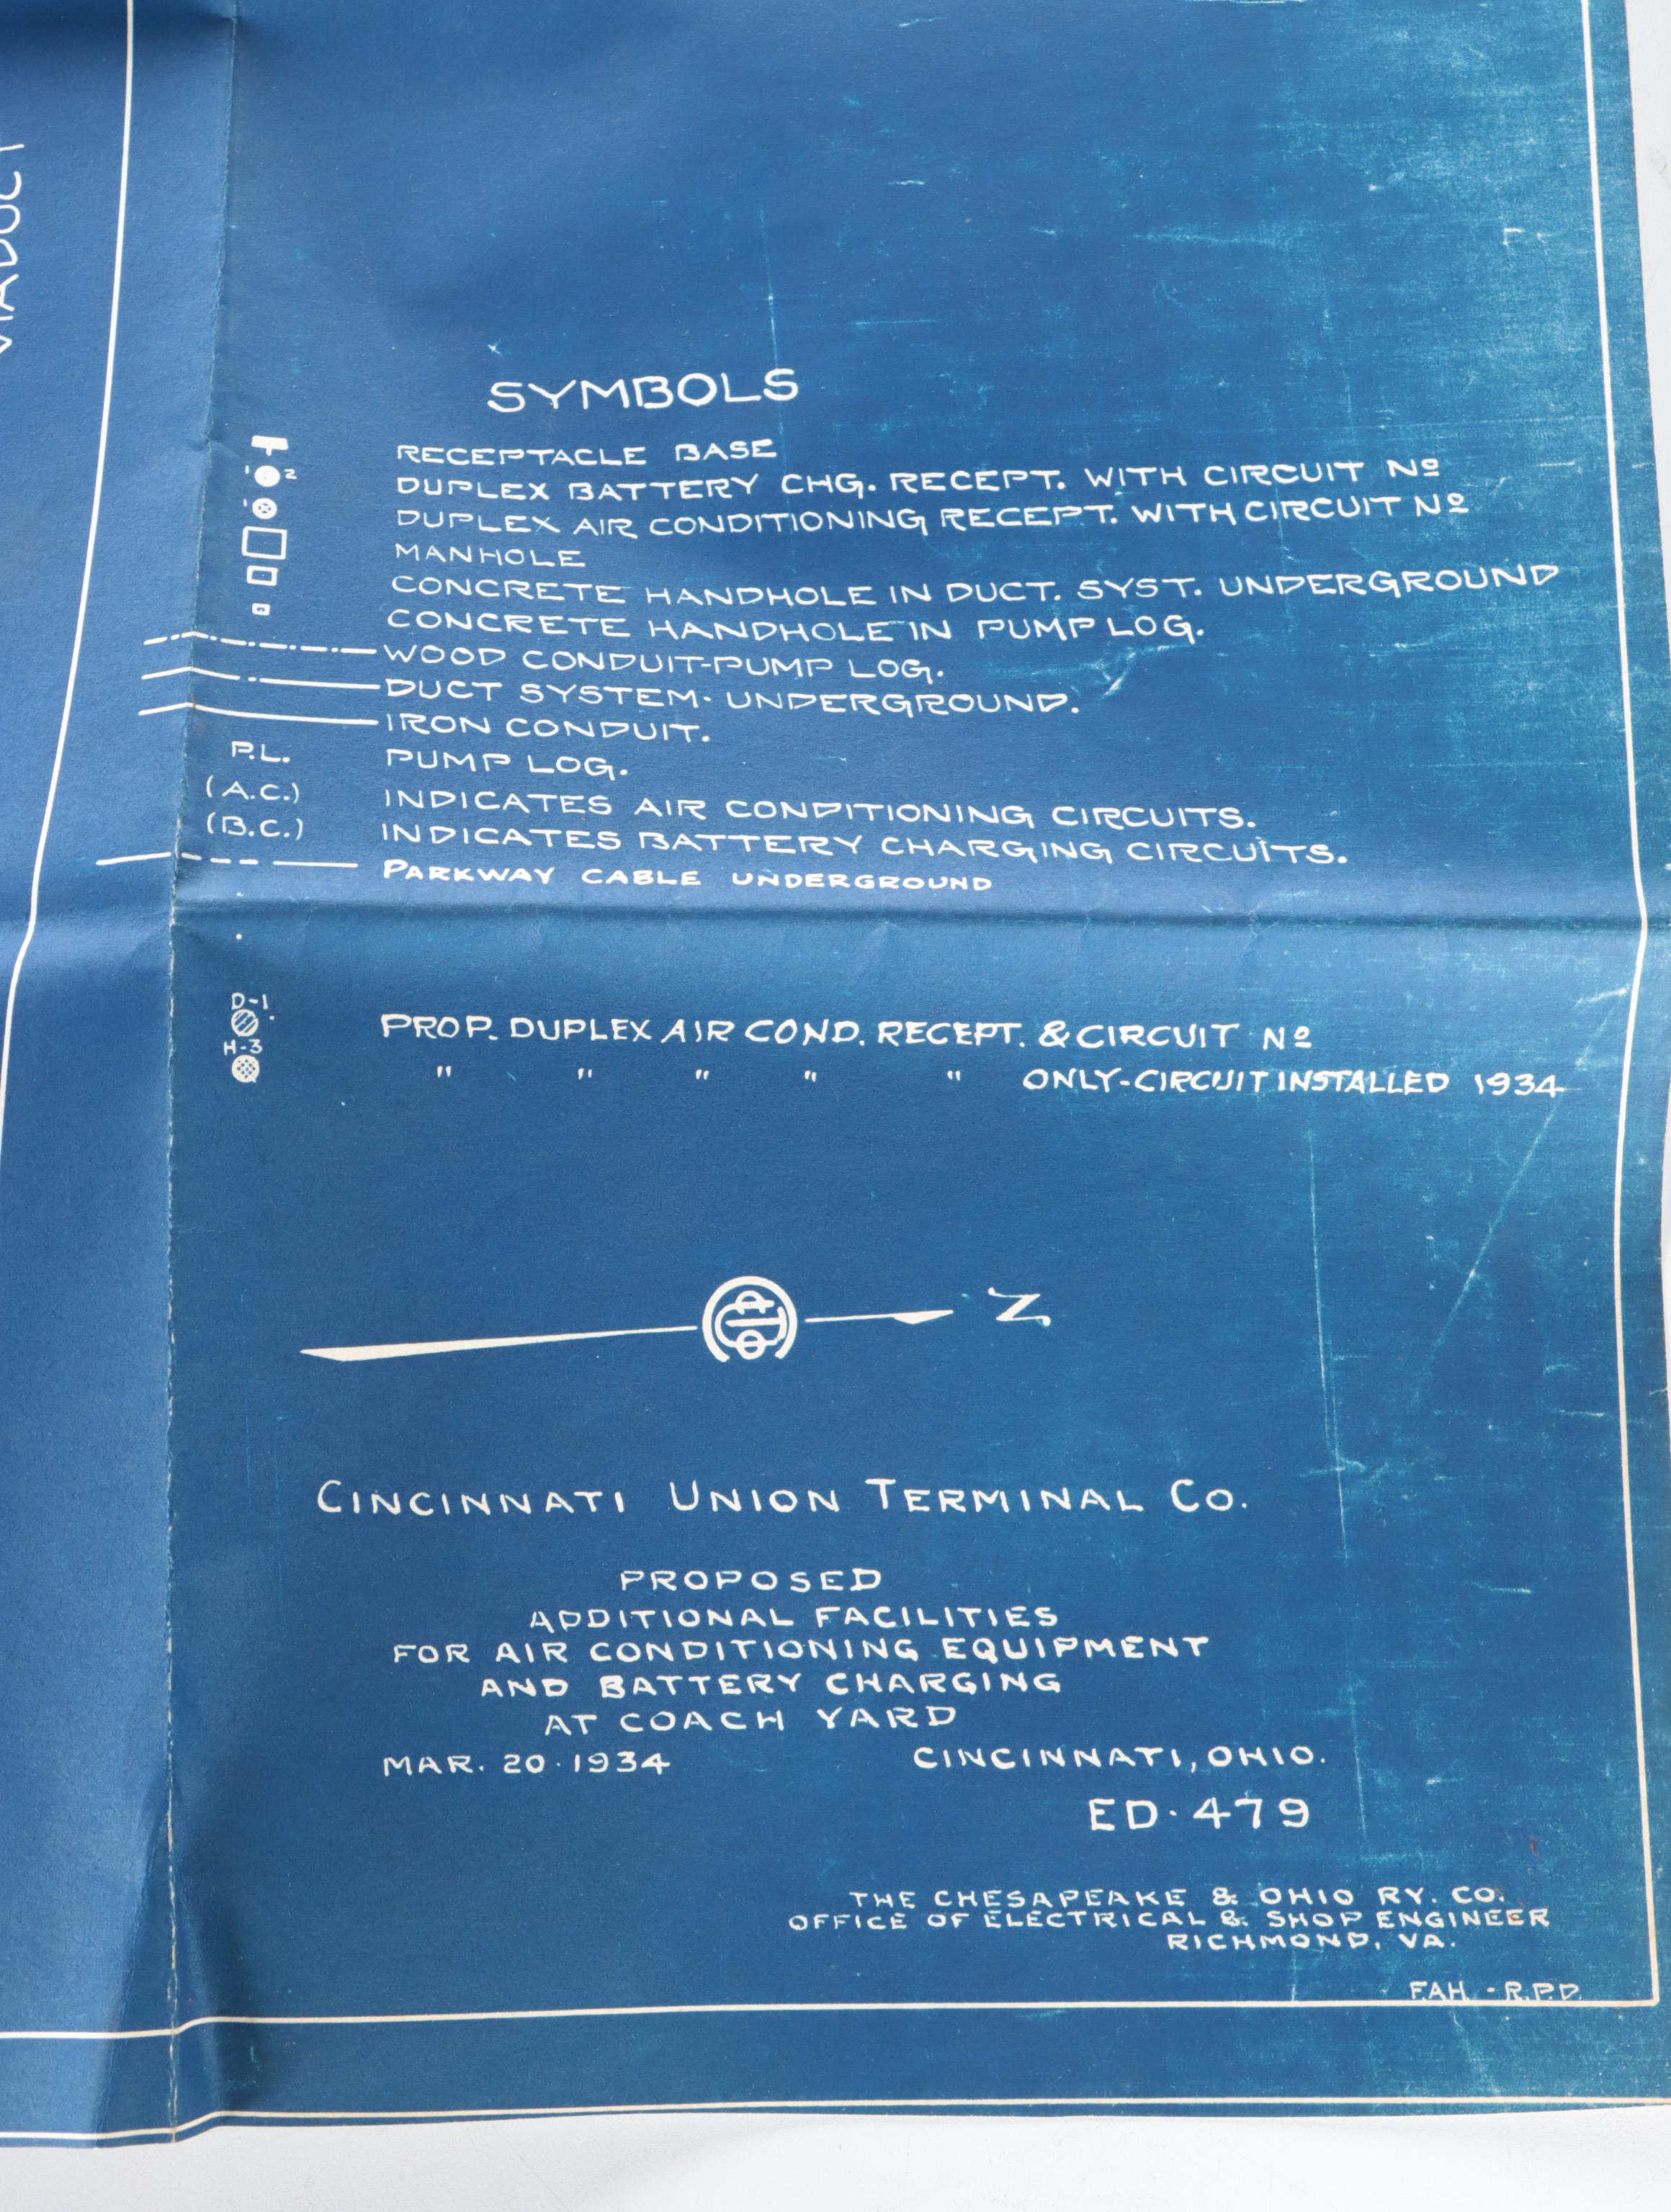 VIADUCT
SYMBOLS
RECEPTACLE BASE
1 2 DUPLEX BATTERY CHG. RECEPT. WITH CIRCUIT Nº
1 DUPLEX AIR CONDITIONING RECEPT. WITH CIRCUIT Nº
MANHOLE
CONCRETE HANDHOLE IN DUCT. SYST. UNDERGROUND
CONCRETE HANDHOLE IN PUMP LOG.
WOOD CONDUIT-PUMP LOG.
DUCT SYSTEM- UNDERGROUND.
IRON CONDUIT.
P.L. PUMP LOG.
(A.C.) INDICATES AIR CONDITIONING CIRCUITS.
(B.C.) INDICATES BATTERY CHARGING CIRCUITS.
PARKWAY CABLE UNDERGROUND
D-1 PROP. DUPLEX AIR COND. RECEPT. & CIRCUIT Nº
H-3 " " " " " ONLY-CIRCUIT INSTALLED 1934
N
CINCINNATI UNION TERMINAL CO.
PROPOSED
ADDITIONAL FACILITIES
FOR AIR CONDITIONING EQUIPMENT
AND BATTERY CHARGING
AT COACH YARD
MAR. 20·1934 CINCINNATI, OHIO.
ED·479
THE CHESAPEAKE & OHIO RY. CO.
OFFICE OF ELECTRICAL & SHOP ENGINEER
RICHMOND, VA.
F.A.H. - R.P.D.